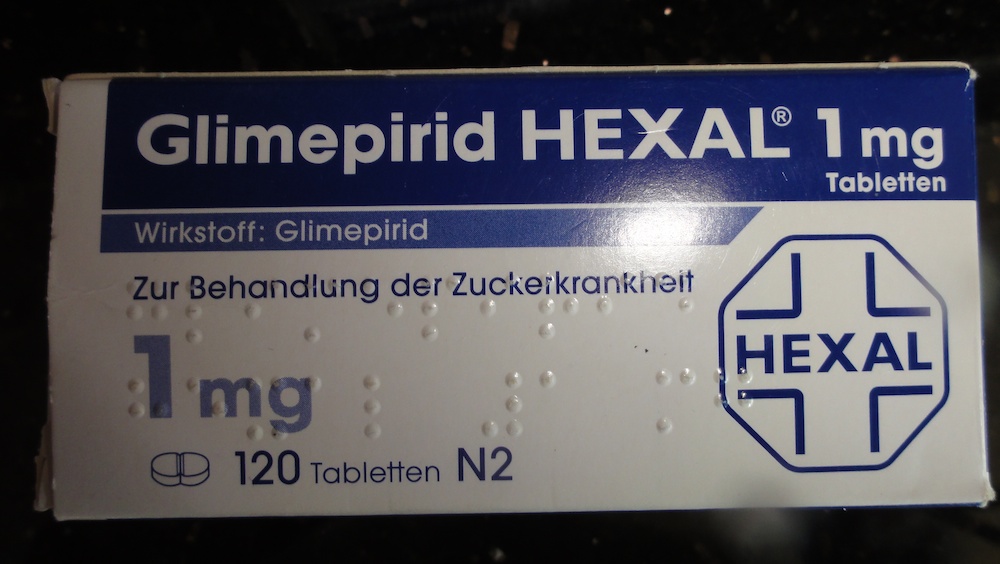 Glimepirid HEXAL® 1 mg
Tabletten
Wirkstoff: Glimepirid
Zur Behandlung der Zuckerkrankheit
HEXAL
1 mg
120 Tabletten N2